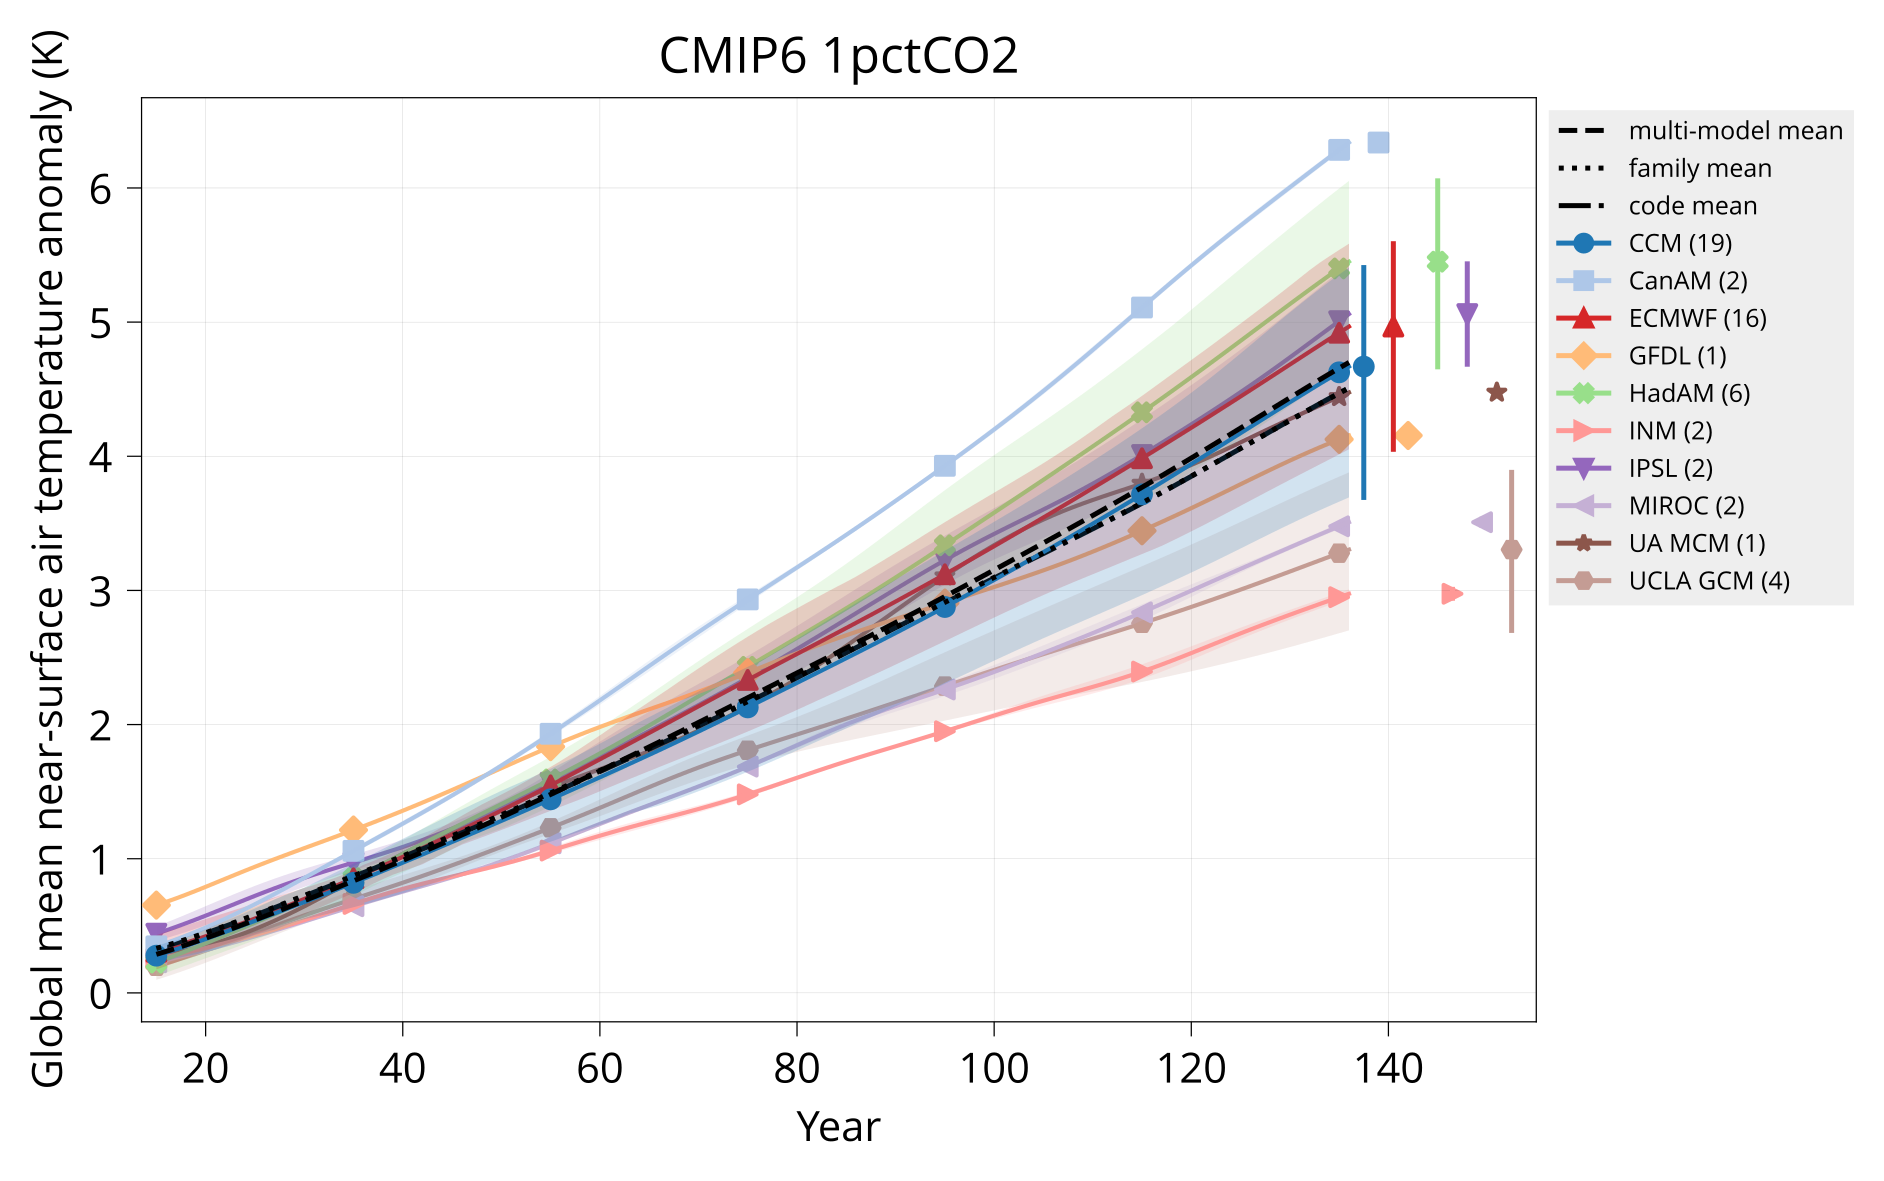 CMIP6 1pctCO2
Global mean near-surface air temperature anomaly (K)
6
5
4
3
2
1
0
20 40 60 80 100 120 140
Year
multi-model mean
family mean
code mean
CCM (19)
CanAM (2)
ECMWF (16)
GFDL (1)
HadAM (6)
INM (2)
IPSL (2)
MIROC (2)
UA MCM (1)
UCLA GCM (4)